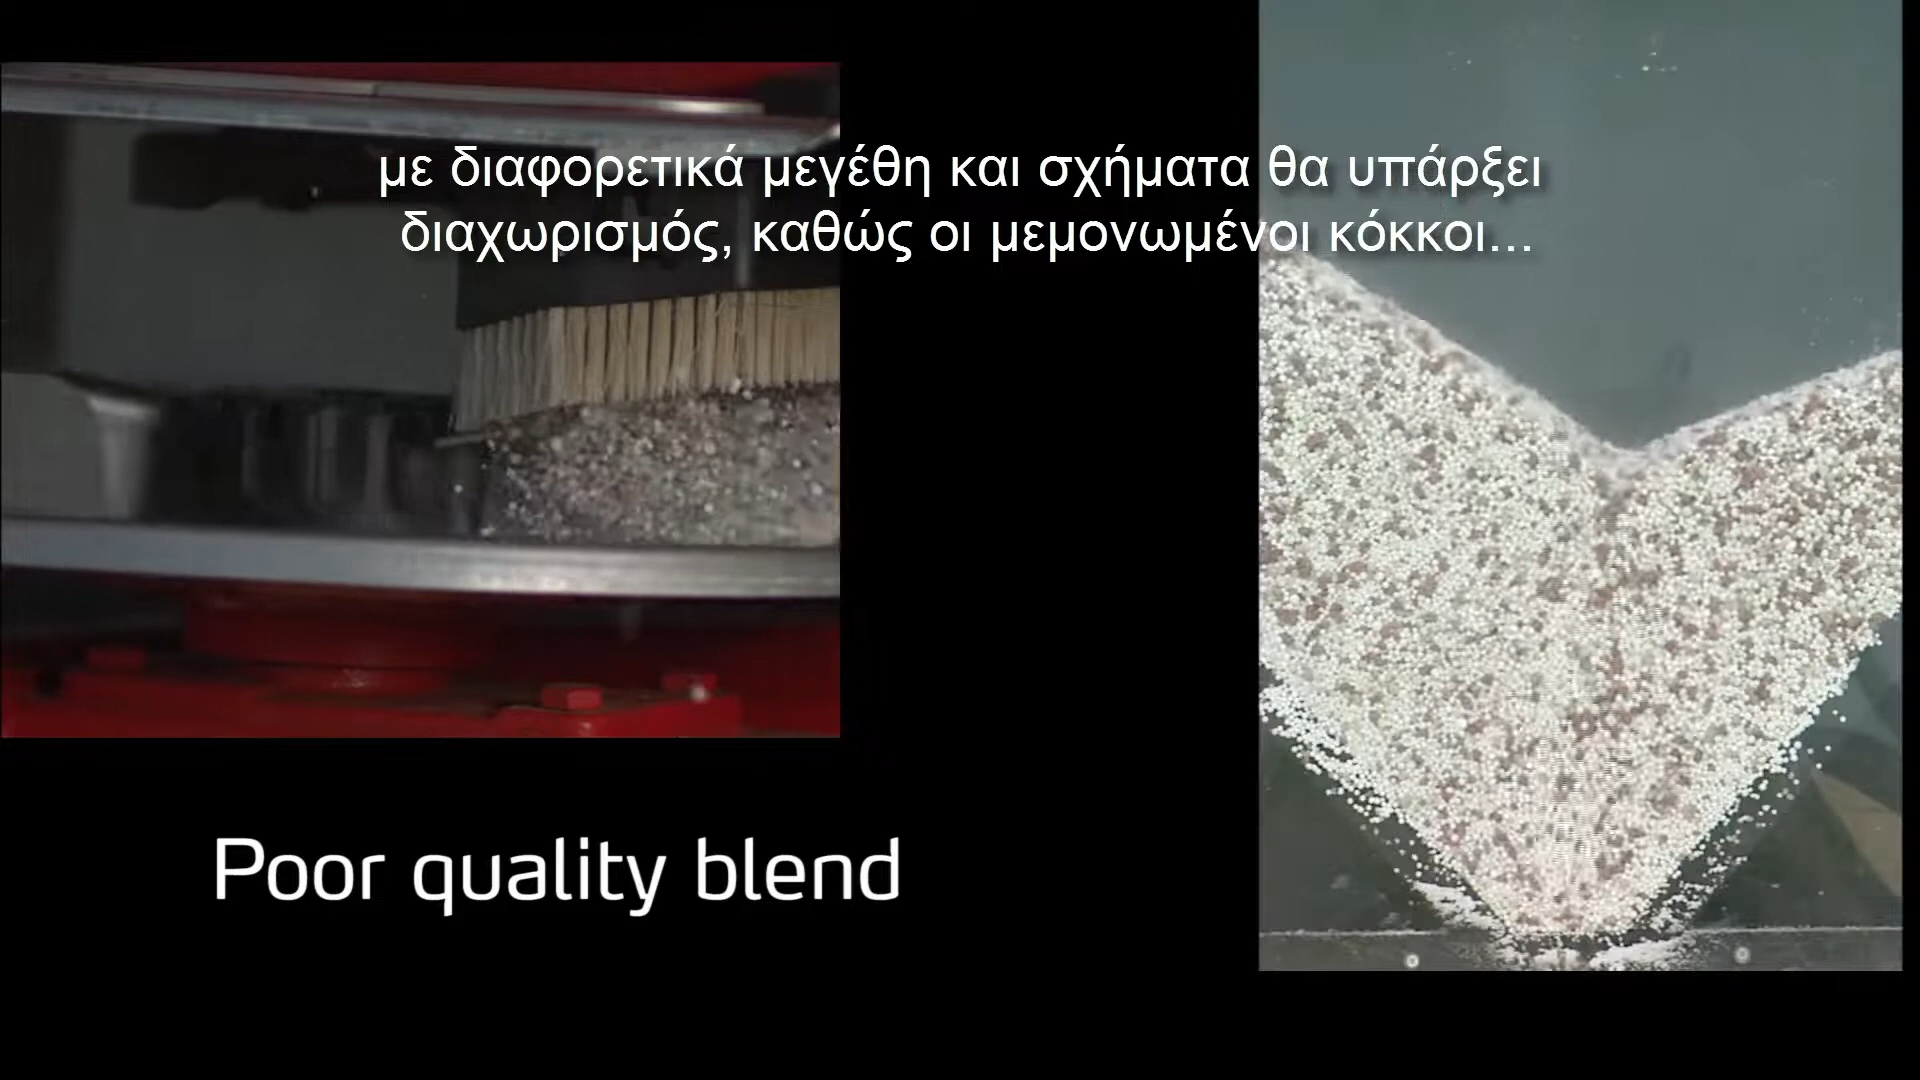 με διαφορετικά μεγέθη και σχήματα θα υπάρξει
διαχωρισμός, καθώς οι μεμονωμένοι κόκκοι...
Poor quality blend